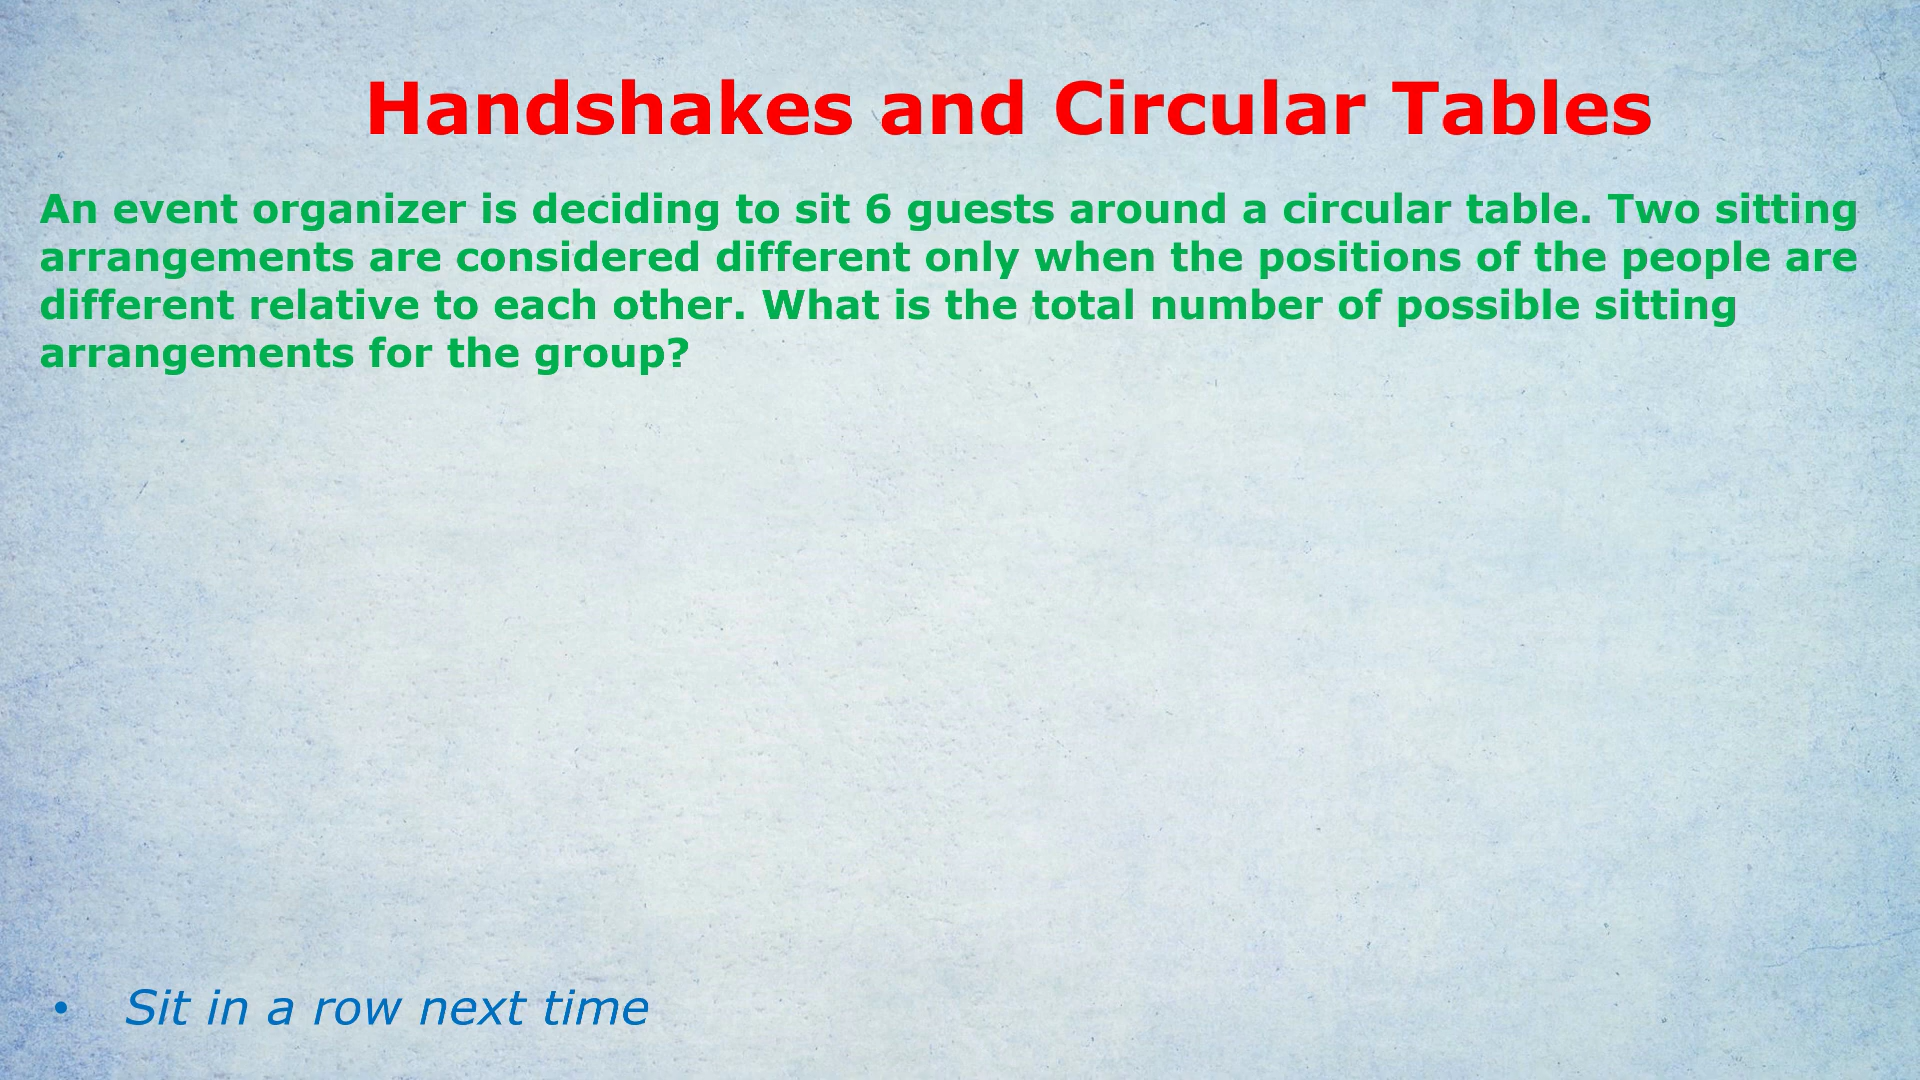 Handshakes and Circular Tables
An event organizer is deciding to sit 6 guests around a circular table. Two sitting
arrangements are considered different only when the positions of the people are
different relative to each other. What is the total number of possible sitting
arrangements for the group?
• Sit in a row next time